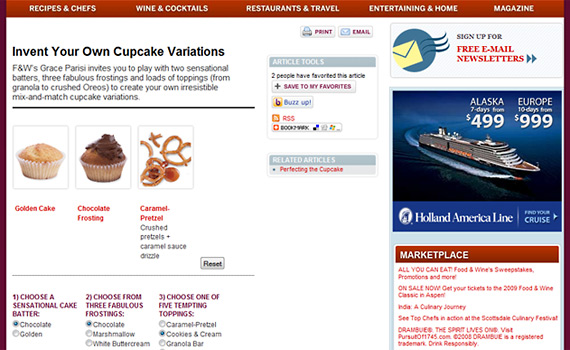 RECIPES & CHEFS
WINE & COCKTAILS
RESTAURANTS & TRAVEL
ENTERTAINING & HOME
MAGAZINE
PRINT
EMAIL
Invent Your Own Cupcake Variations
F&W's Grace Parisi invites you to play with two sensational
batters, three fabulous frostings and loads of toppings (from
granola to crushed Oreos) to create your own irresistible
mix-and-match cupcake variations.
Golden Cake
Chocolate
Frosting
Caramel-
Pretzel
Crushed
pretzels +
caramel sauce
drizzle
Reset
1) CHOOSE A
SENSATIONAL CAKE
BATTER:
Chocolate
Golden
2) CHOOSE FROM
THREE FABULOUS
FROSTINGS:
Chocolate
Marshmallow
White Buttercream
3) CHOOSE ONE OF
FIVE TEMPTING
TOPPINGS:
Caramel-Pretzel
Cookies & Cream
Granola Bar
ARTICLE TOOLS
2 people have favorited this article
SAVE TO MY FAVORITES
Buzz up!
RSS
BOOKMARK
RELATED ARTICLES
Perfecting the Cupcake
SIGN UP FOR
FREE E-MAIL
NEWSLETTERS
ALASKA
7-days from
$499
EUROPE
10-days from
$999
Holland America Line
FIND YOUR
CRUISE
MARKETPLACE
ALL YOU CAN EAT! Food & Wine's Sweepstakes,
Promotions and more!
ON SALE NOW! Get your tickets to the 2009 Food & Wine
Classic in Aspen!
India: A Culinary Journey
See Top Chefs in action at the Scottsdale Culinary Festival!
DRAMBUIE®. THE SPIRIT LIVES ON®. Visit
PursuitOf1745.com. ©2008 DRAMBUIE is a registered
trademark. Drink Responsibly.